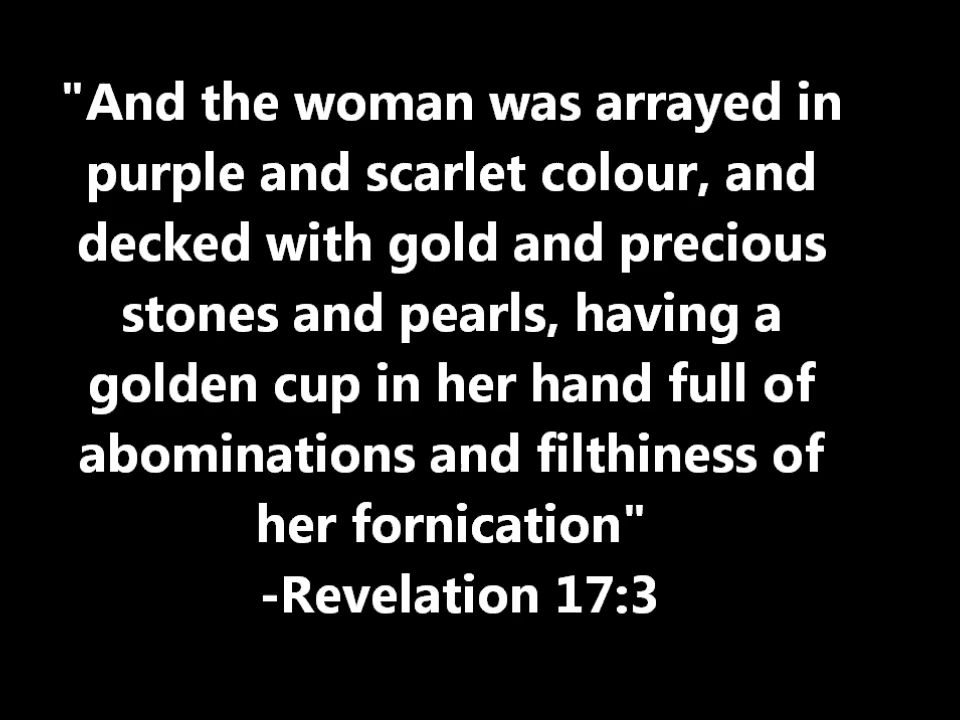 "And the woman was arrayed in
purple and scarlet colour, and
decked with gold and precious
stones and pearls, having a
golden cup in her hand full of
abominations and filthiness of
her fornication"
-Revelation 17:3